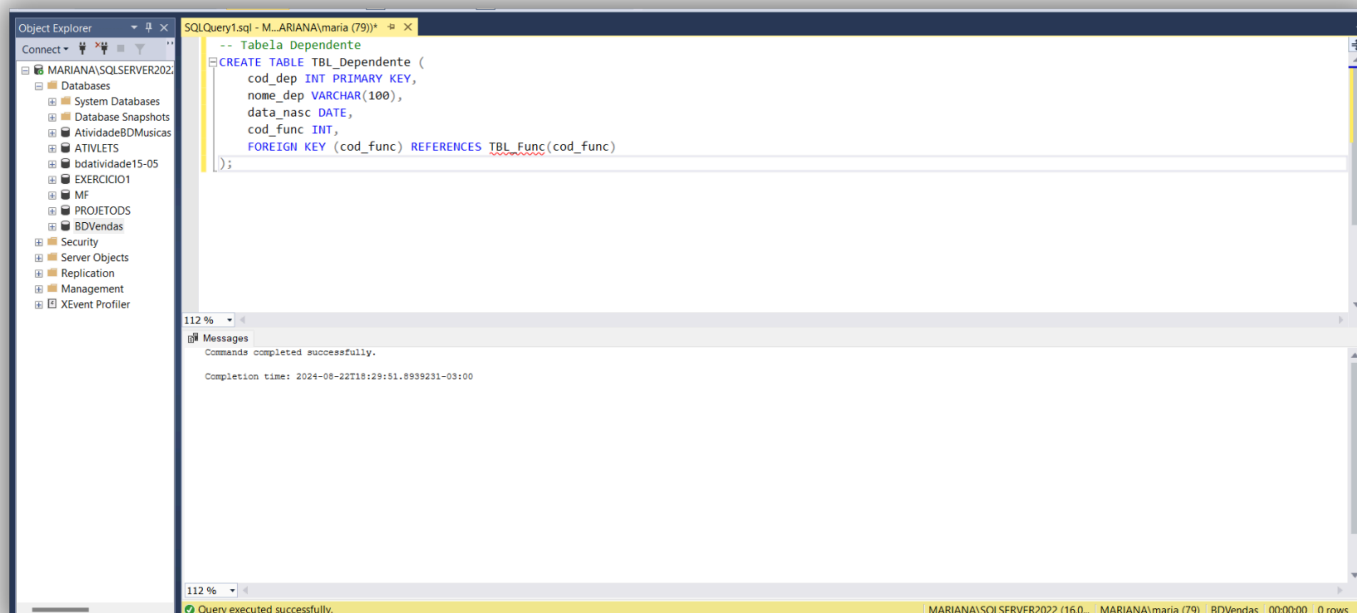 Object Explorer
SQLQuery1.sql - M...ARIANA\maria (79))*
Connect
MARIANA\SQLSERVER2022
Databases
System Databases
Database Snapshots
AtividadeBDMusicas
ATIVLETS
bdatividade15-05
EXERCICIO1
MF
PROJETODS
BDVendas
Security
Server Objects
Replication
Management
XEvent Profiler
-- Tabela Dependente
CREATE TABLE TBL_Dependente (
cod_dep INT PRIMARY KEY,
nome_dep VARCHAR(100),
data_nasc DATE,
cod_func INT,
FOREIGN KEY (cod_func) REFERENCES TBL_Func(cod_func)
);
112 %
Messages
Commands completed successfully.
Completion time: 2024-08-22T18:29:51.8939231-03:00
112 %
Query executed successfully.
MARIANA\SQLSERVER2022 (16.0... MARIANA\maria (79) BDVendas 00:00:00 0 rows